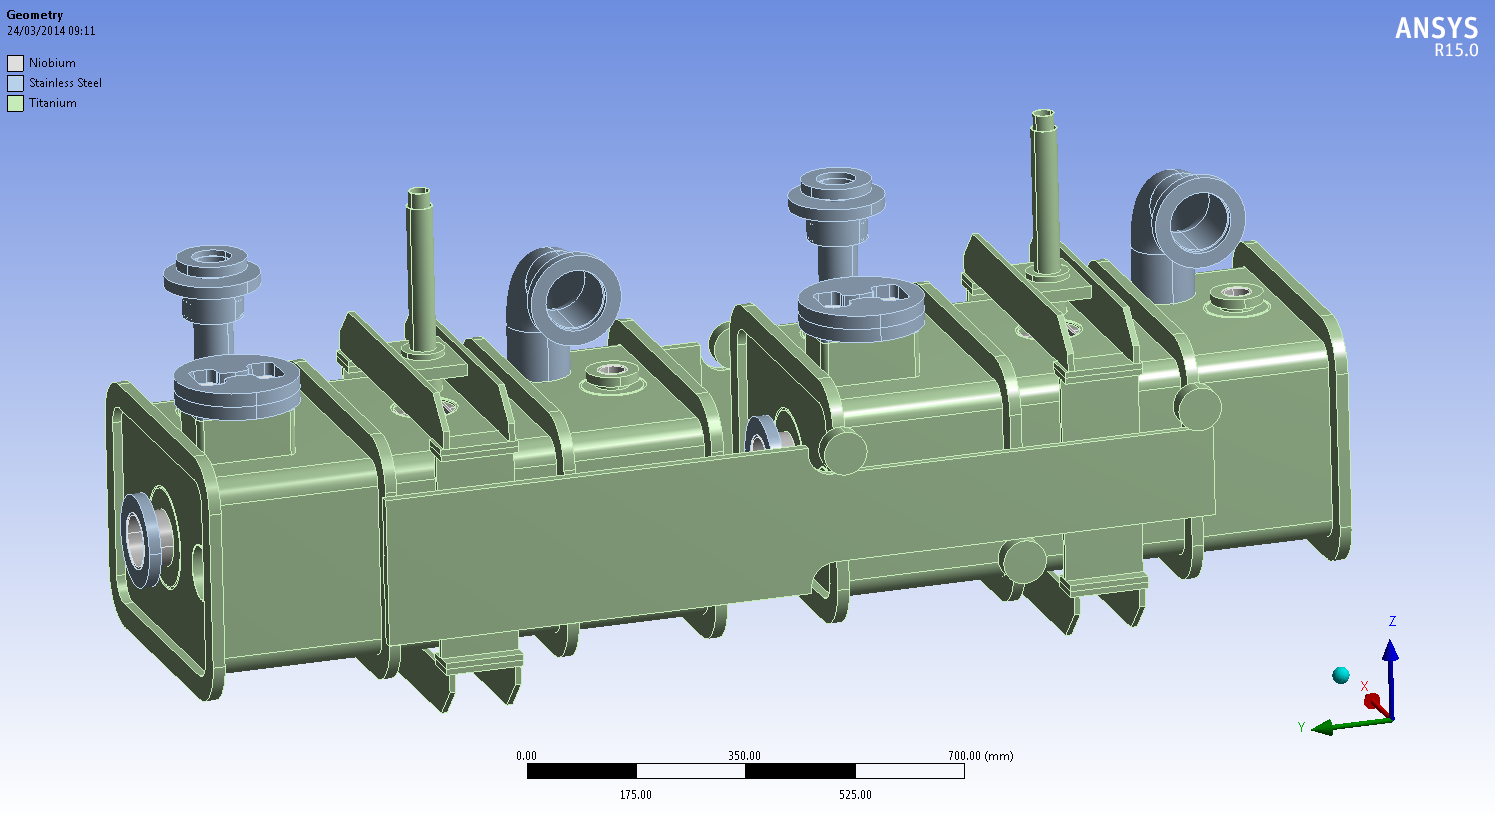 Geometry
24/03/2014 09:11
Niobium
Stainless Steel
Titanium
ANSYS
R15.0
Z
X
Y
0.00 350.00 700.00 (mm)
175.00 525.00